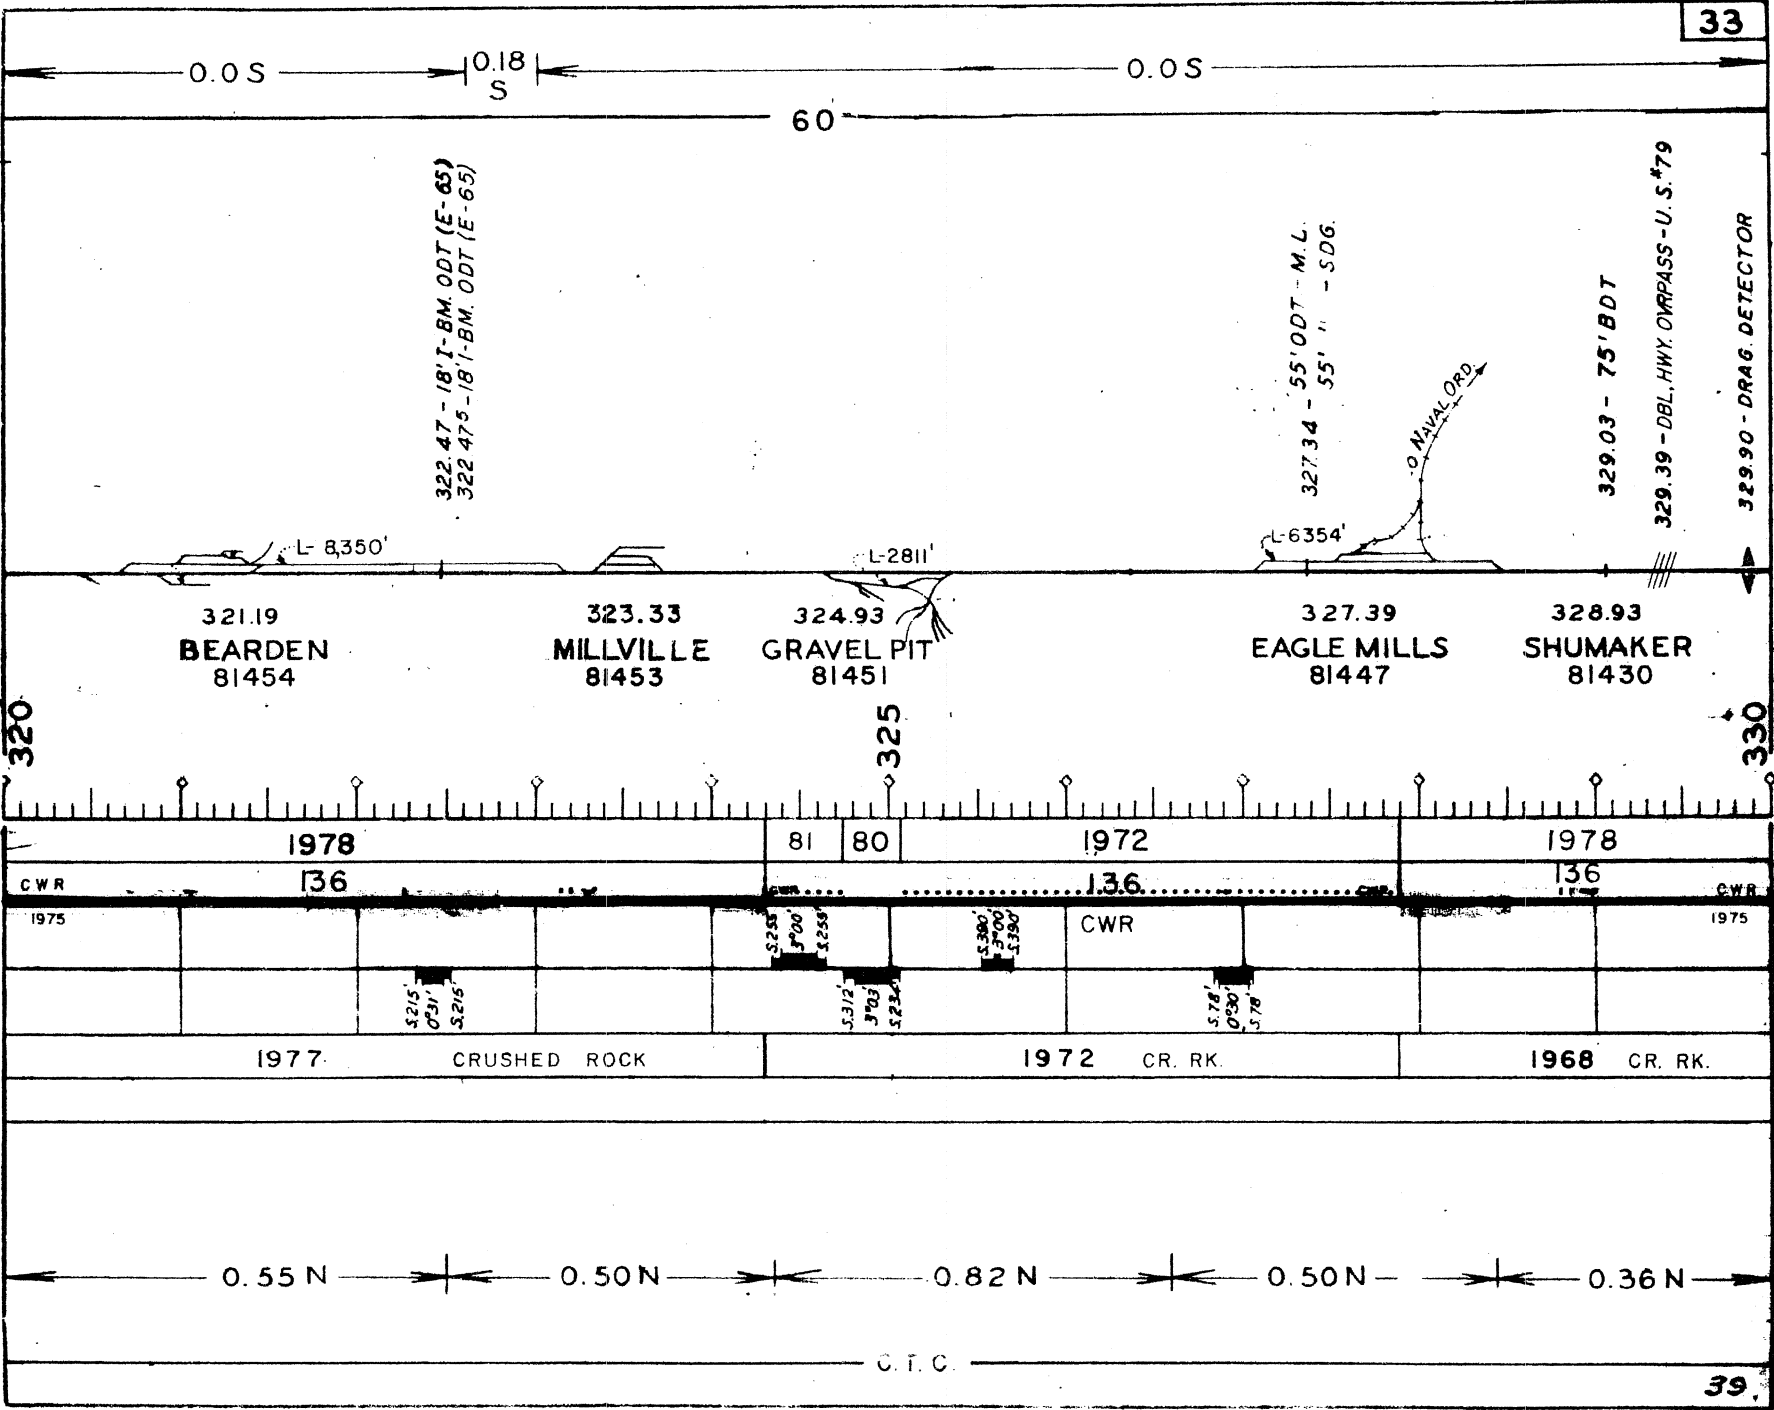 33
0.0 S
0.18
S
0.0 S
60'
322.47 - 18' I-BM. ODT (E-65)
322.475 - 18' I-BM. ODT (E-65)
327.34 - 55' ODT - M.L.
55' " - SDG.
329.03 - 75' BDT
329.39 - DBL. HWY. OVRPASS - U.S. #79
329.90 - DRAG. DETECTOR
NAVAL ORD.
L- 8,350'
L-2811'
L-6354'
321.19
BEARDEN
81454
323.33
MILLVILLE
81453
324.93
GRAVEL PIT
81451
327.39
EAGLE MILLS
81447
328.93
SHUMAKER
81430
320
325
330
1978
81
80
1972
1978
CWR
136
CWR
136
CWR
136
CWR
1975
CWR
1975
S.255'
3°00'
S.255'
S.390'
3°00'
S.390'
S.215'
0°31'
S.215'
S.312'
3°03'
S.234'
S.78'
0°30'
S.78'
1977 CRUSHED ROCK
1972 CR. RK.
1968 CR. RK.
0.55 N
0.50 N
0.82 N
0.50 N
0.36 N
C.T.C.
39.